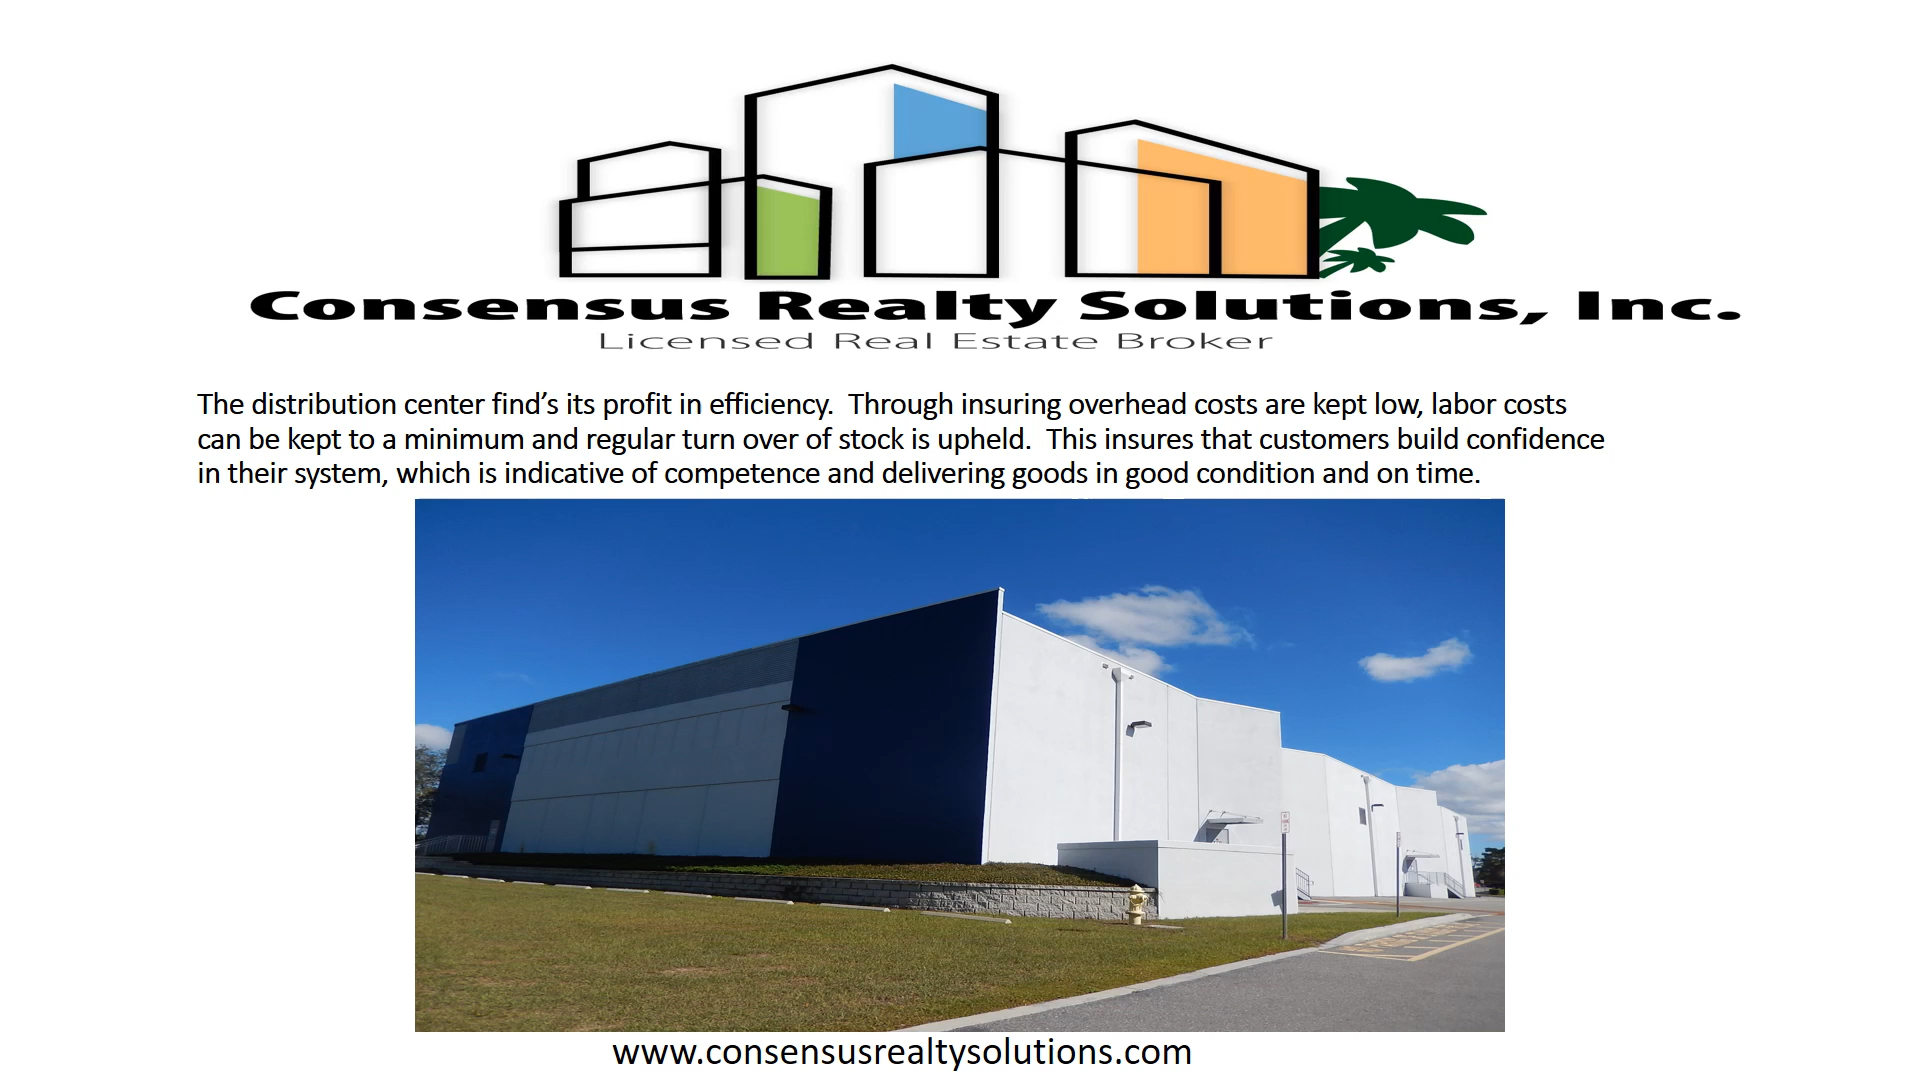 Consensus Realty Solutions, Inc.
Licensed Real Estate Broker
The distribution center find’s its profit in efficiency.  Through insuring overhead costs are kept low, labor costs
can be kept to a minimum and regular turn over of stock is upheld.  This insures that customers build confidence
in their system, which is indicative of competence and delivering goods in good condition and on time.
www.consensusrealtysolutions.com